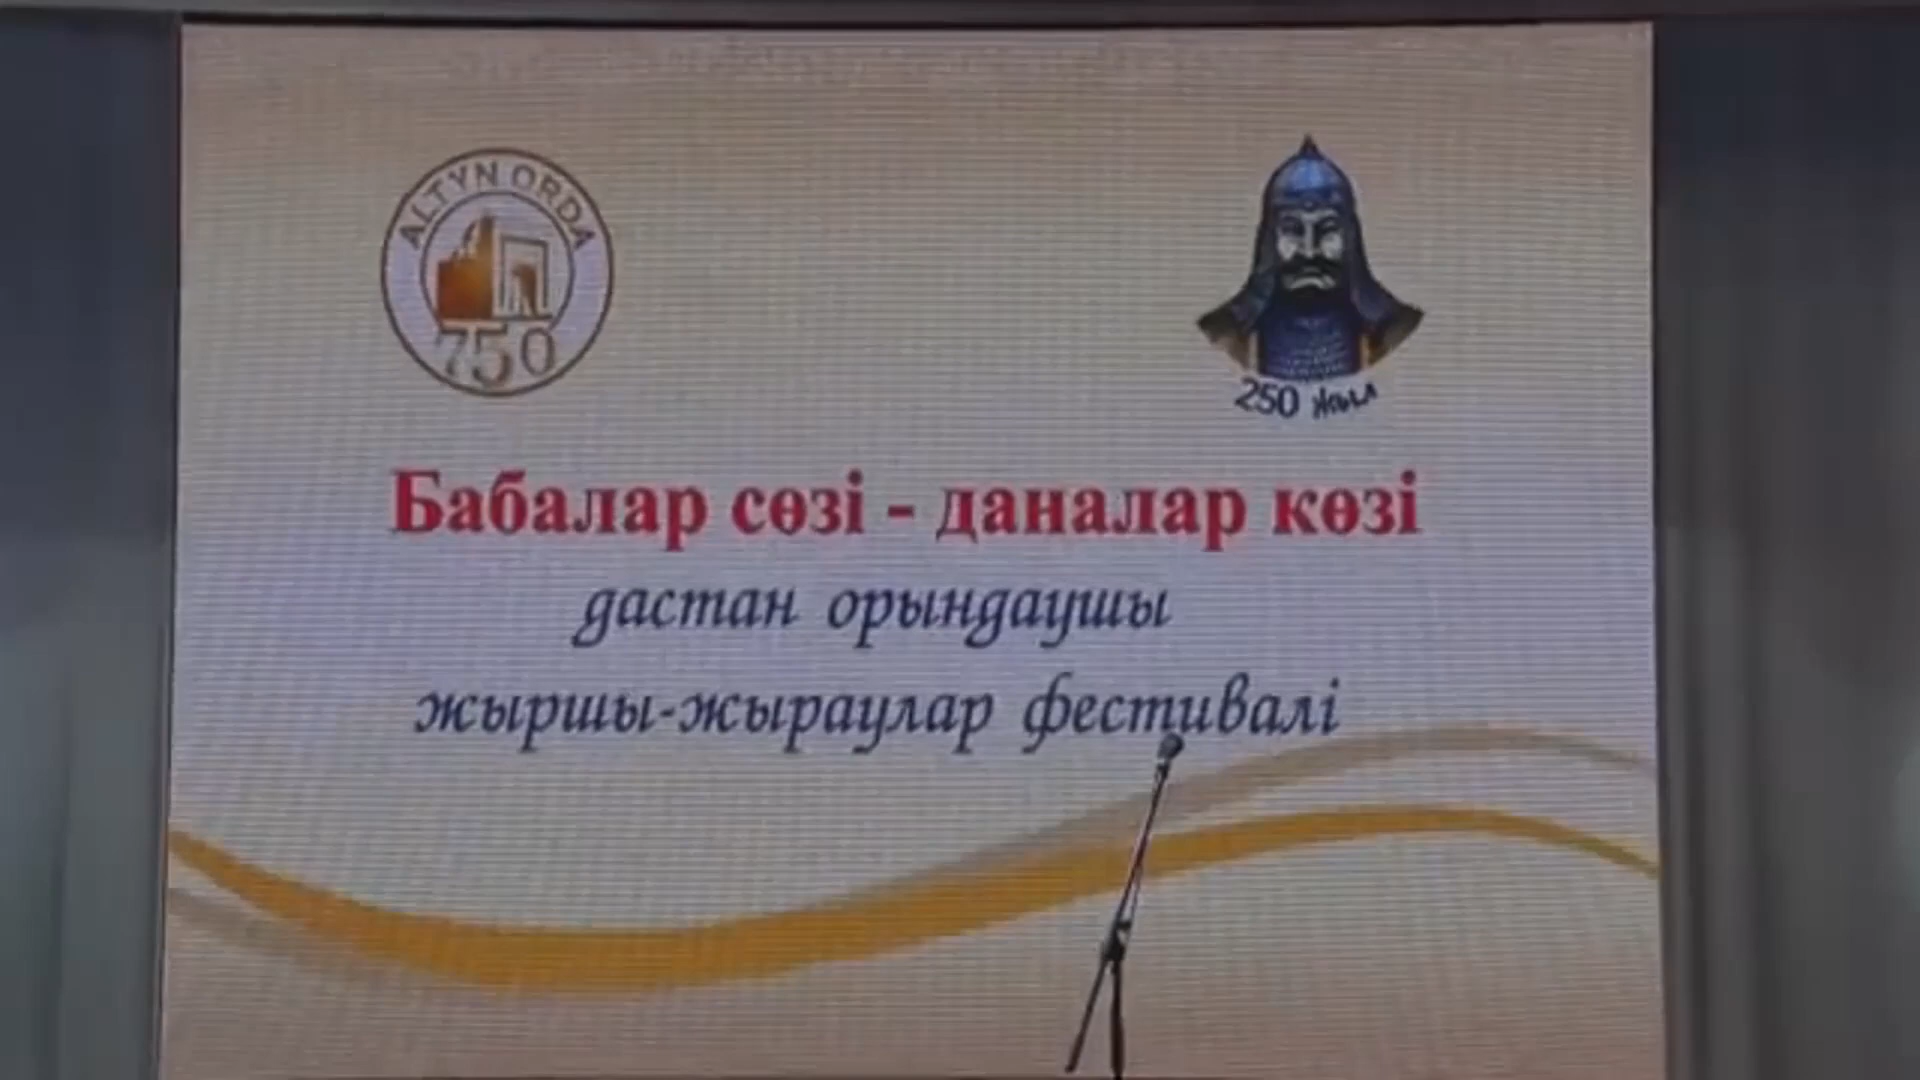 ALTYN ORDA
750
250 жыл
Бабалар сөзі - даналар көзі
дастан орындаушы
жыршы-жыраулар фестивалі